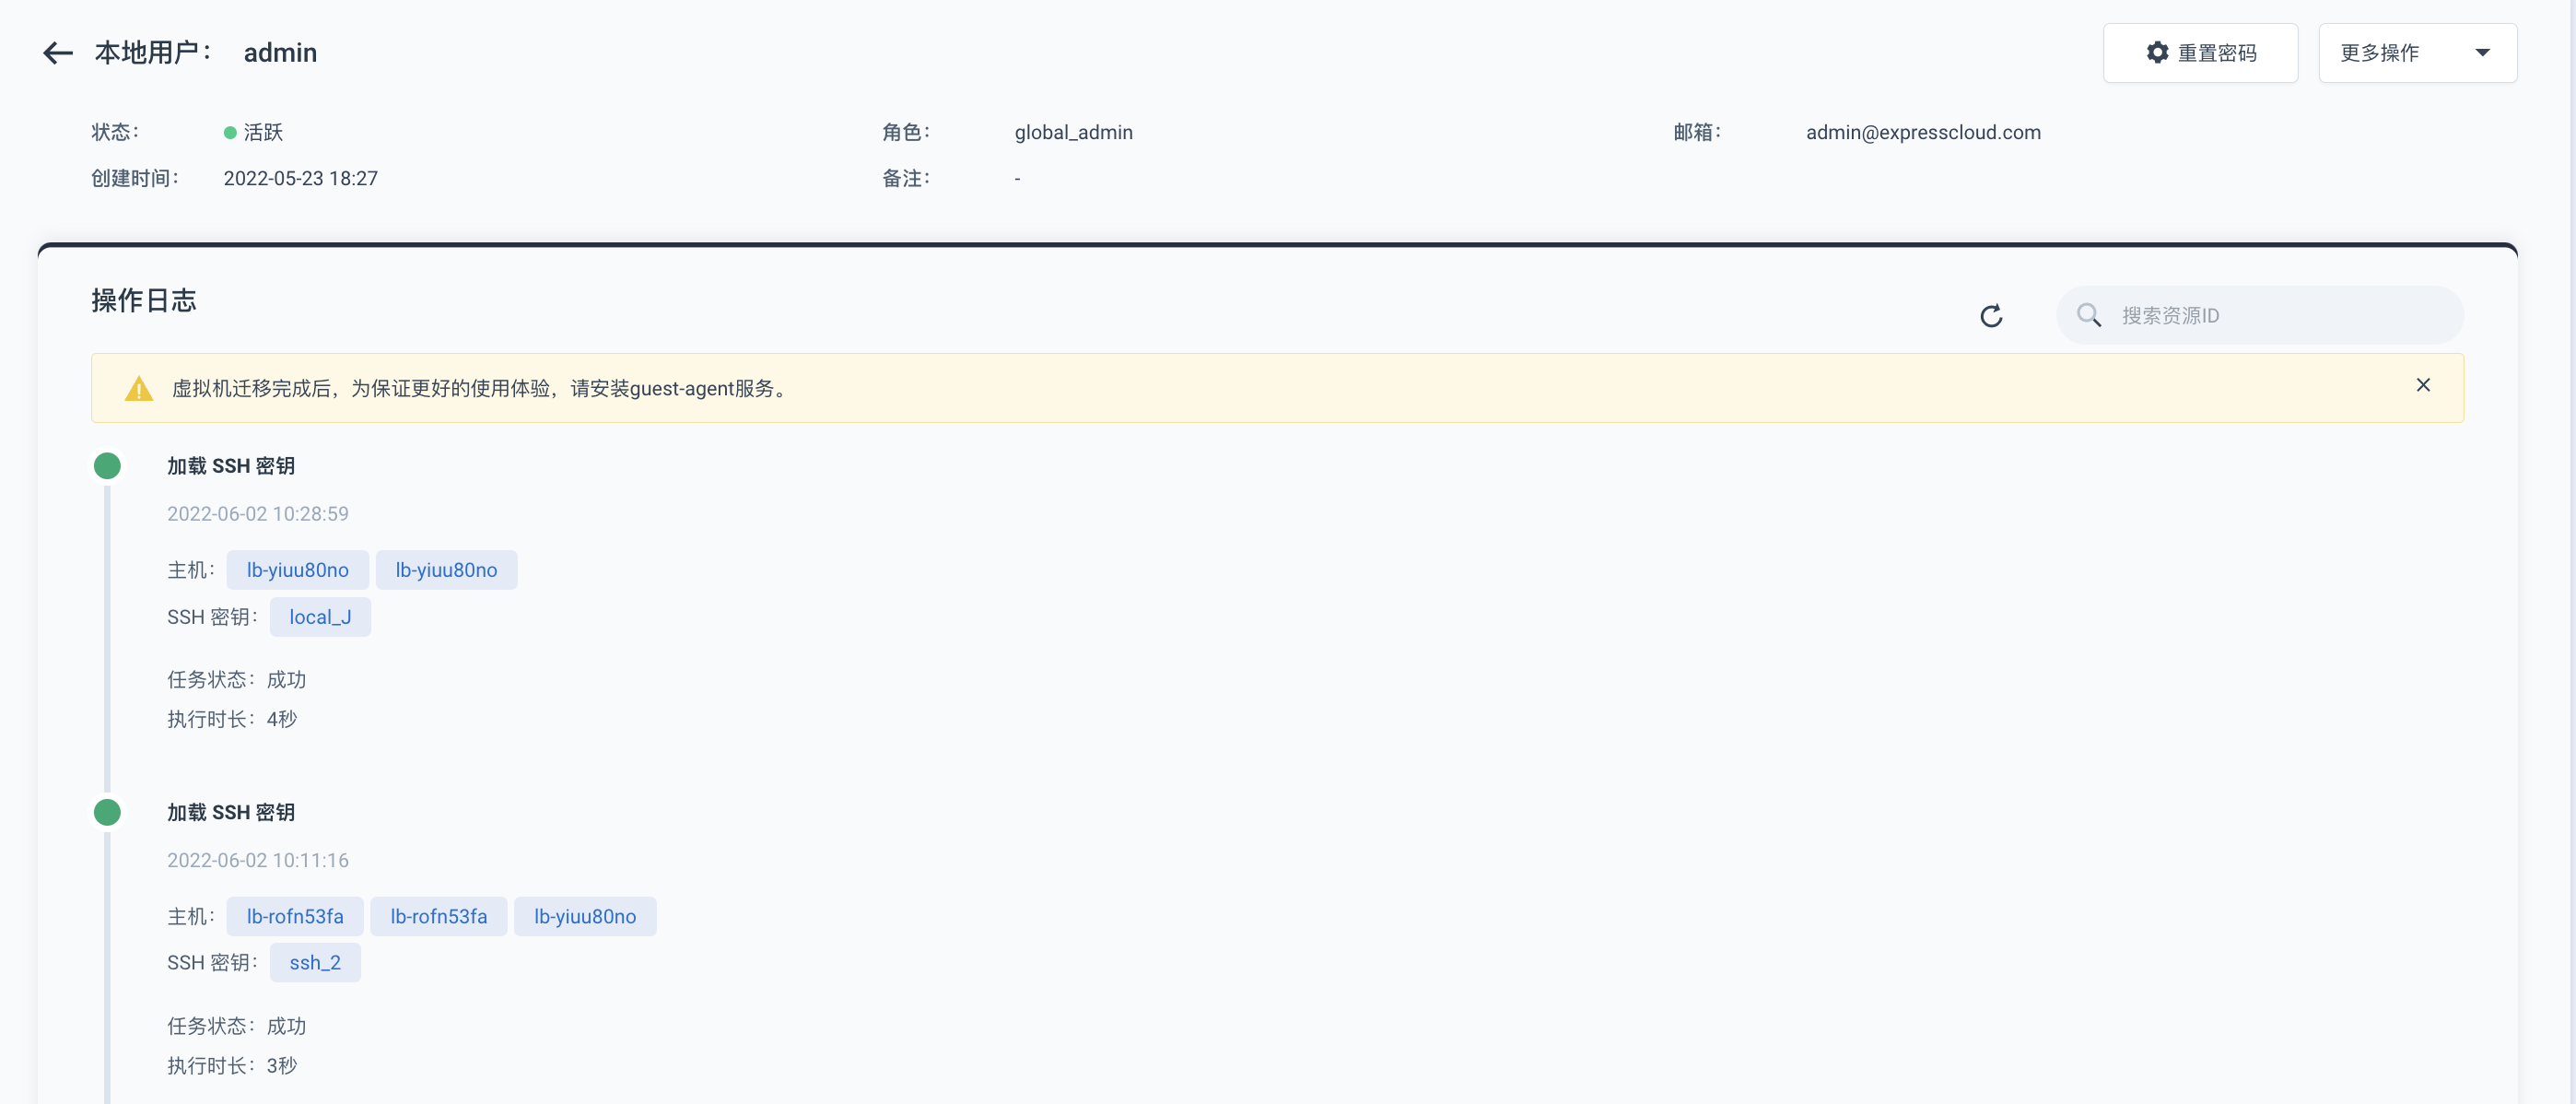 本地用户： admin
重置密码
更多操作
状态： 活跃
角色： global_admin
邮箱： admin@expresscloud.com
创建时间： 2022-05-23 18:27
备注： -
操作日志
搜索资源ID
虚拟机迁移完成后，为保证更好的使用体验，请安装guest-agent服务。
加载 SSH 密钥
2022-06-02 10:28:59
主机： lb-yiuu80no lb-yiuu80no
SSH 密钥： local_J
任务状态：成功
执行时长：4秒
加载 SSH 密钥
2022-06-02 10:11:16
主机： lb-rofn53fa lb-rofn53fa lb-yiuu80no
SSH 密钥： ssh_2
任务状态：成功
执行时长：3秒